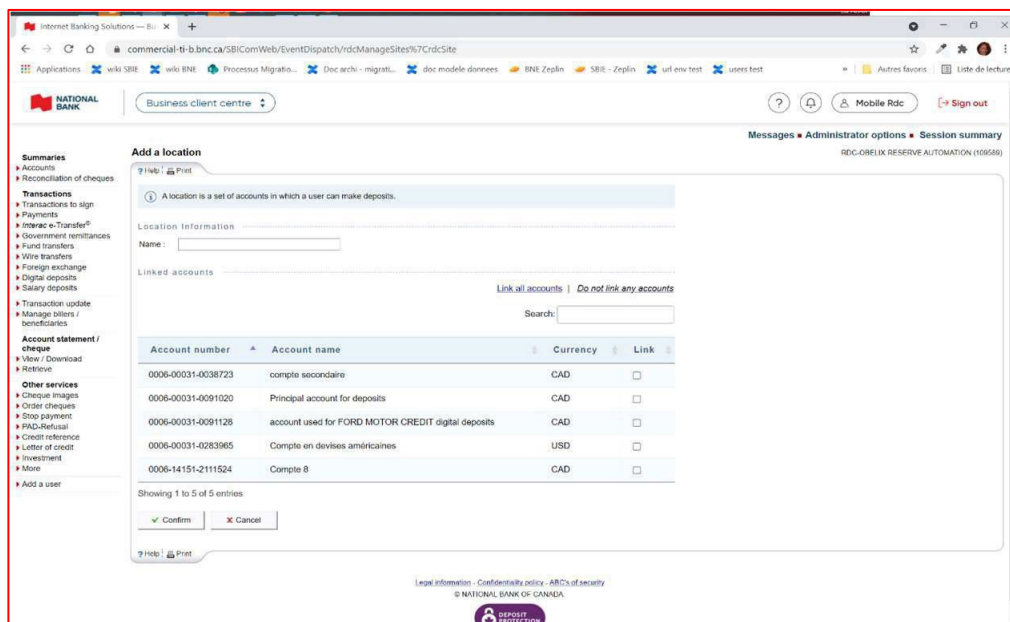 Internet Banking Solutions — Bu
commercial-ti-b.bnc.ca/SBIComWeb/EventDispatch/rdcManageSites%7CrdcSite
Applications wiki SBIE wiki BNE Processus Migratio... Doc archi - migrati... doc modele donnees BNE Zeplin SBIE - Zeplin url env test users test » Autres favoris Liste de lecture
NATIONAL BANK
Business client centre
? Mobile Rdc Sign out
Messages Administrator options Session summary
RDC-OBELIX RESERVE AUTOMATION (109589)
Summaries
Accounts
Reconciliation of cheques
Transactions
Transactions to sign
Payments
Interac e-Transfer®
Government remittances
Fund transfers
Wire transfers
Foreign exchange
Digital deposits
Salary deposits
Transaction update
Manage billers /
beneficiaries
Account statement /
cheque
View / Download
Retrieve
Other services
Cheque images
Order cheques
Stop payment
PAD-Refusal
Credit reference
Letter of credit
Investment
More
Add a user
Add a location
? Help Print
A location is a set of accounts in which a user can make deposits.
Location Information
Name :
Linked accounts
Link all accounts | Do not link any accounts
Search:
Account number Account name Currency Link
0006-00031-0038723 compte secondaire CAD
0006-00031-0091020 Principal account for deposits CAD
0006-00031-0091128 account used for FORD MOTOR CREDIT digital deposits CAD
0006-00031-0283965 Compte en devises américaines USD
0006-14151-2111524 Compte 8 CAD
Showing 1 to 5 of 5 entries
Confirm Cancel
? Help Print
Legal information - Confidentiality policy - ABC's of security
© NATIONAL BANK OF CANADA
DEPOSIT
PROTECTION